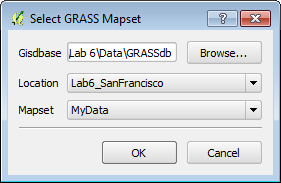 Select GRASS Mapset
Gisdbase Lab 6\Data\GRASSdb Browse...
Location Lab6_SanFrancisco
Mapset MyData
OK Cancel